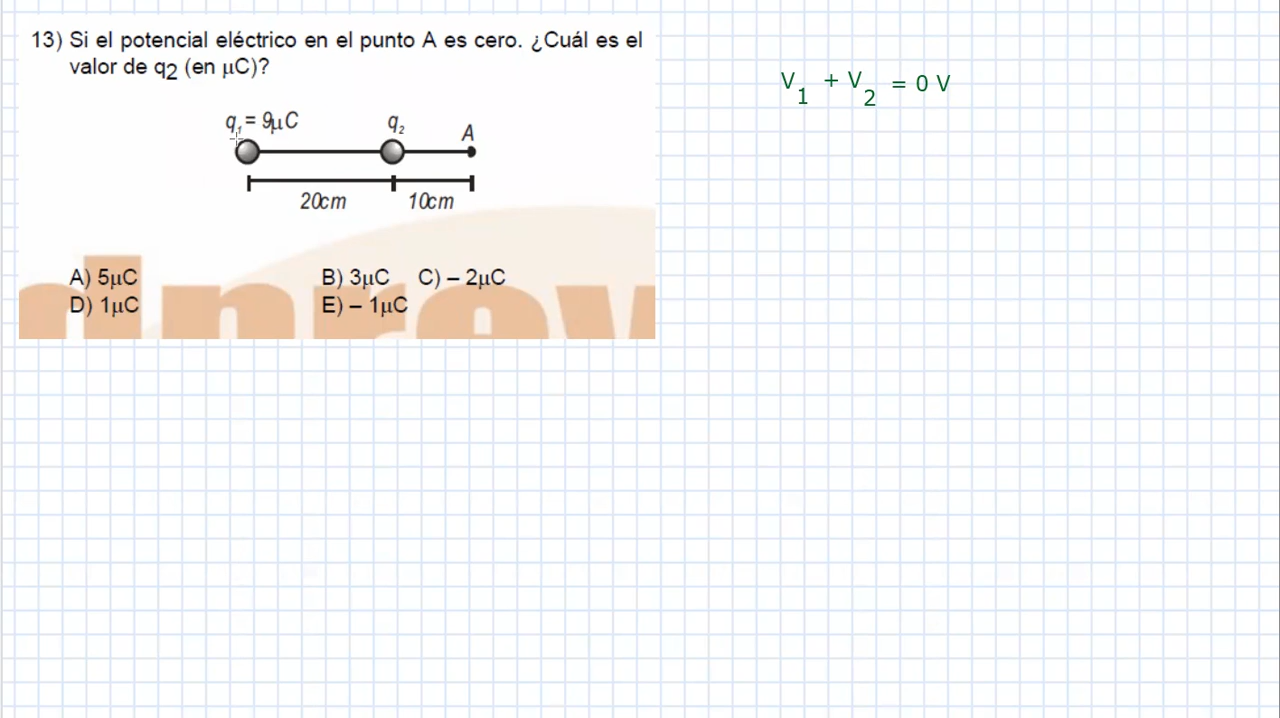 13) Si el potencial eléctrico en el punto A es cero. ¿Cuál es el
valor de q2 (en μC)?
q1 = 9μC
q2
A
20cm
10cm
A) 5μC B) 3μC C) – 2μC
D) 1μC E) – 1μC
V1 + V2 = 0 V